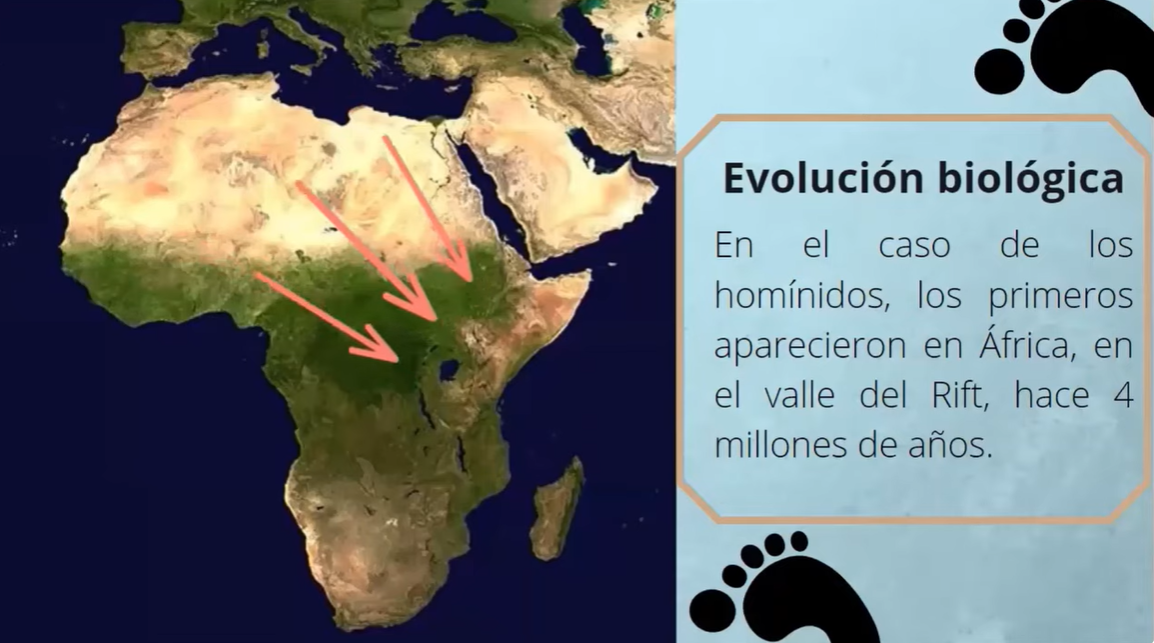 Evolución biológica
En el caso de los
homínidos, los primeros
aparecieron en África, en
el valle del Rift, hace 4
millones de años.